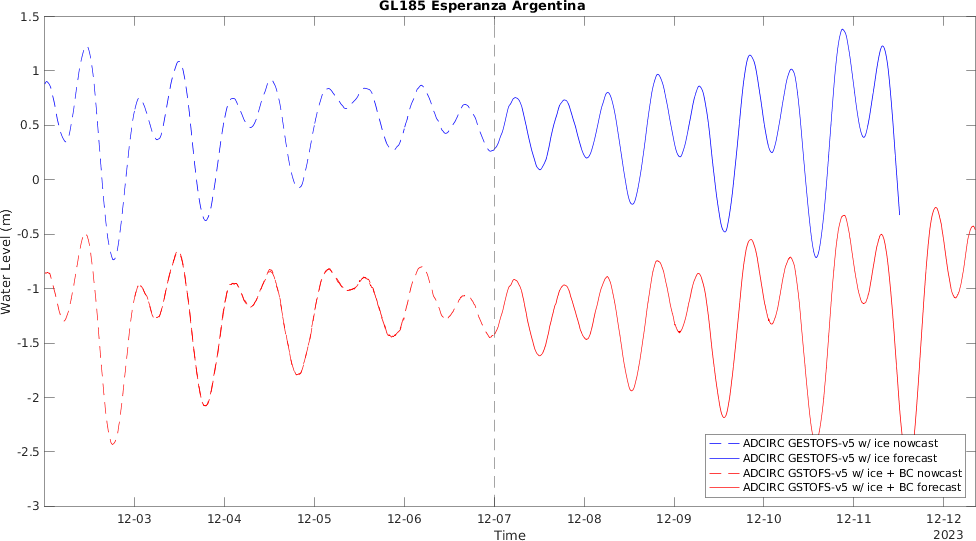 GL185 Esperanza Argentina
1.5
1
0.5
0
-0.5
-1
-1.5
-2
-2.5
-3
Water Level (m)
ADCIRC GESTOFS-v5 w/ ice nowcast
ADCIRC GESTOFS-v5 w/ ice forecast
ADCIRC GSTOFS-v5 w/ ice + BC nowcast
ADCIRC GSTOFS-v5 w/ ice + BC forecast
12-03 12-04 12-05 12-06 12-07 12-08 12-09 12-10 12-11 12-12
Time 2023